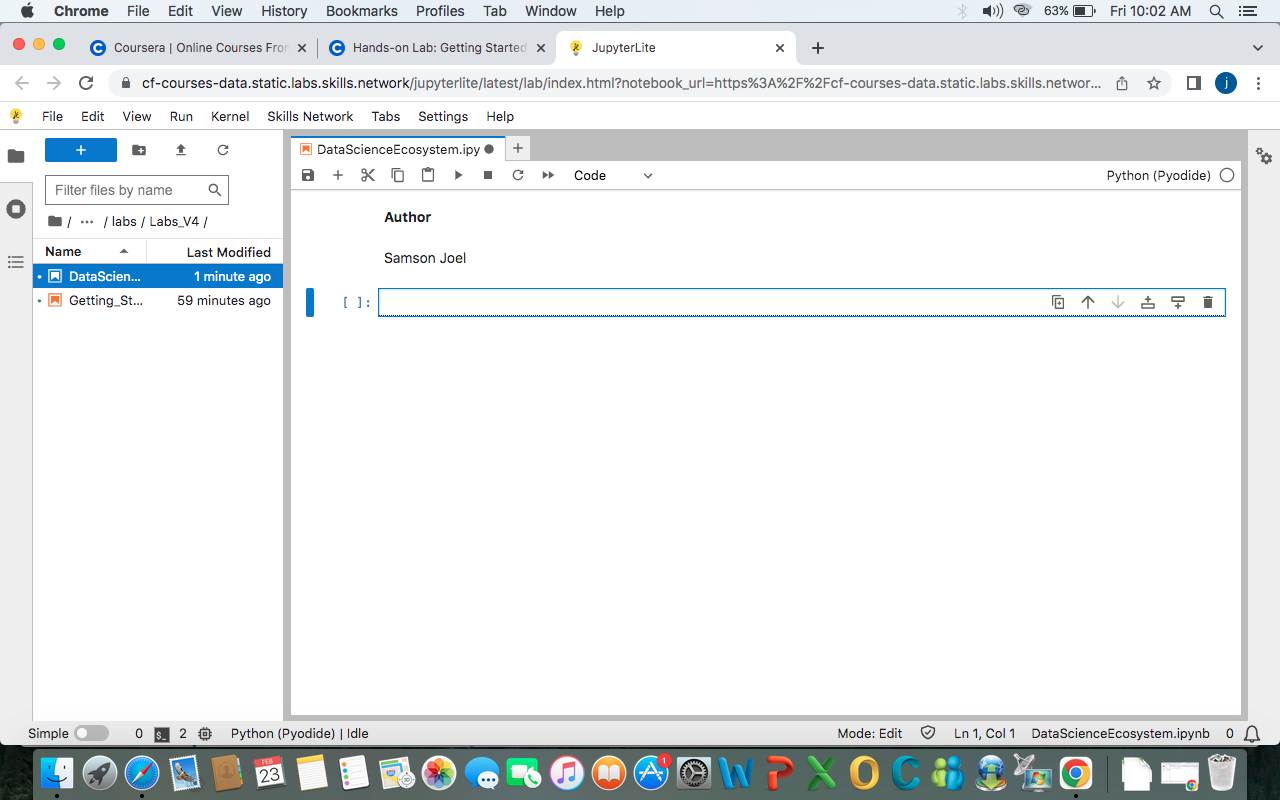 Chrome File Edit View History Bookmarks Profiles Tab Window Help 63% Fri 10:02 AM
Coursera | Online Courses Fron
Hands-on Lab: Getting Started
JupyterLite
cf-courses-data.static.labs.skills.network/jupyterlite/latest/lab/index.html?notebook_url=https%3A%2F%2Fcf-courses-data.static.labs.skills.networ...
j
File Edit View Run Kernel Skills Network Tabs Settings Help
DataScienceEcosystem.ipy
Code
Python (Pyodide)
Filter files by name
/ ··· / labs / Labs_V4 /
Name Last Modified
DataScien... 1 minute ago
Getting_St... 59 minutes ago
Author
Samson Joel
[ ]:
Simple 0 $_ 2 Python (Pyodide) | Idle Mode: Edit Ln 1, Col 1 DataScienceEcosystem.ipynb 0
FEB
23
1